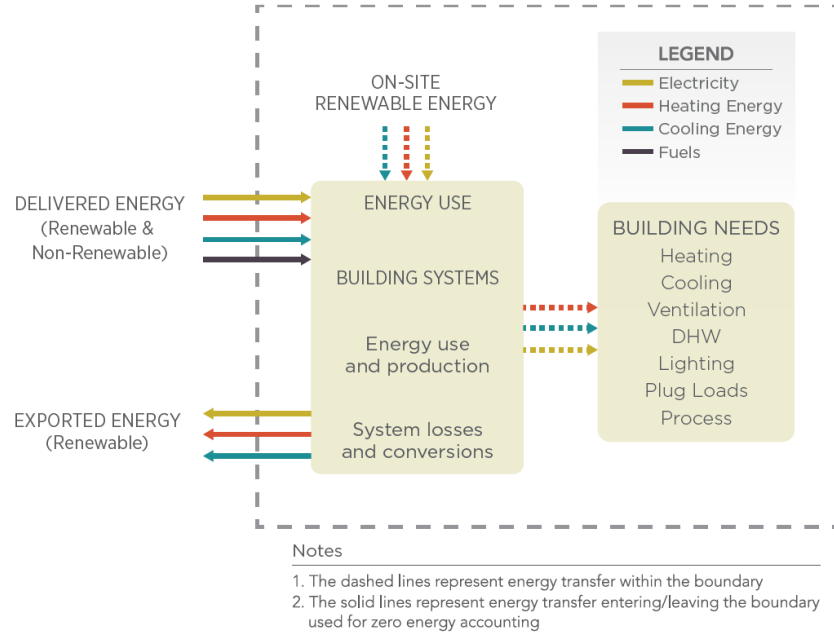 LEGEND
Electricity
Heating Energy
Cooling Energy
Fuels
ON-SITE
RENEWABLE ENERGY
DELIVERED ENERGY
(Renewable &
Non-Renewable)
ENERGY USE
BUILDING SYSTEMS
Energy use
and production
System losses
and conversions
EXPORTED ENERGY
(Renewable)
BUILDING NEEDS
Heating
Cooling
Ventilation
DHW
Lighting
Plug Loads
Process
Notes
1. The dashed lines represent energy transfer within the boundary
2. The solid lines represent energy transfer entering/leaving the boundary
used for zero energy accounting